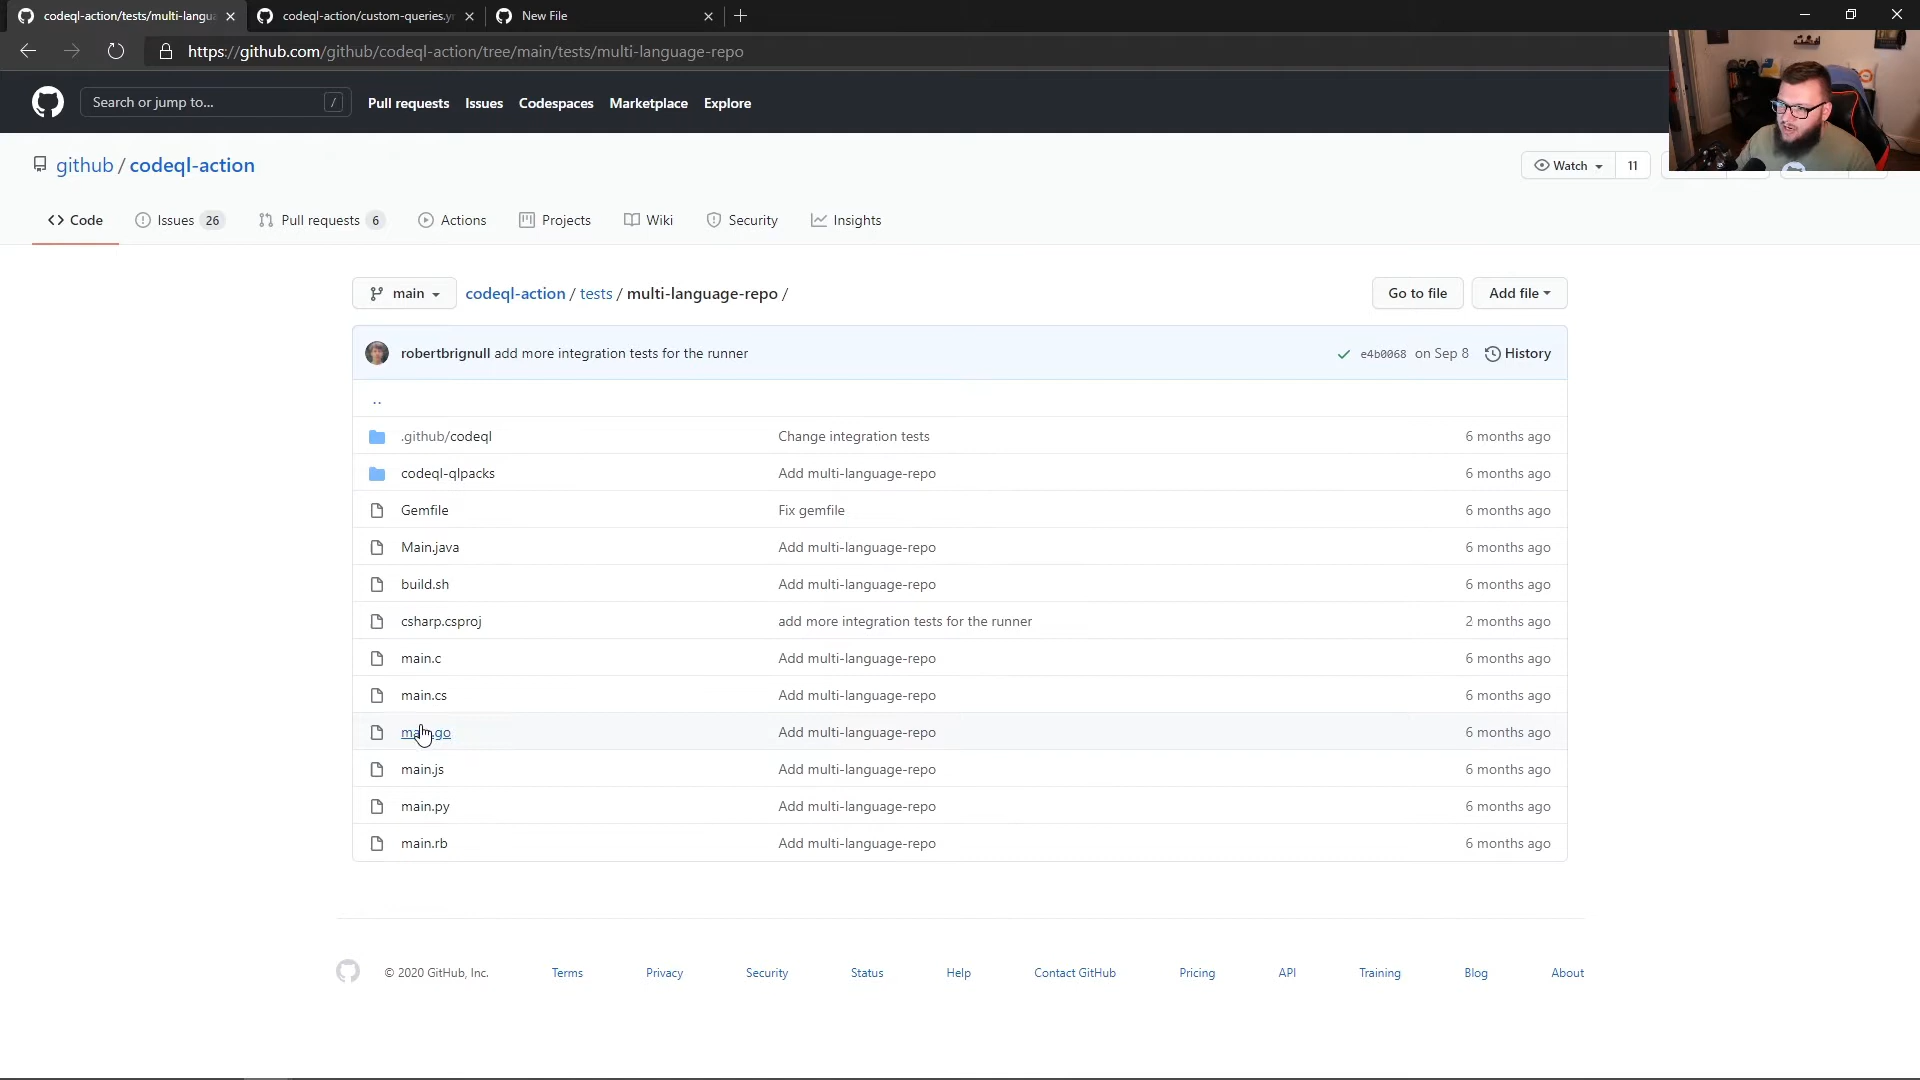 codeql-action/tests/multi-langua
codeql-action/custom-queries.y
New File
https://github.com/github/codeql-action/tree/main/tests/multi-language-repo
Search or jump to... /
Pull requests Issues Codespaces Marketplace Explore
github / codeql-action
Watch 11
Code Issues 26 Pull requests 6 Actions Projects Wiki Security Insights
main codeql-action / tests / multi-language-repo / Go to file Add file
robertbrignull add more integration tests for the runner e4b0068 on Sep 8 History
..
.github/codeql Change integration tests 6 months ago
codeql-qlpacks Add multi-language-repo 6 months ago
Gemfile Fix gemfile 6 months ago
Main.java Add multi-language-repo 6 months ago
build.sh Add multi-language-repo 6 months ago
csharp.csproj add more integration tests for the runner 2 months ago
main.c Add multi-language-repo 6 months ago
main.cs Add multi-language-repo 6 months ago
main.go Add multi-language-repo 6 months ago
main.js Add multi-language-repo 6 months ago
main.py Add multi-language-repo 6 months ago
main.rb Add multi-language-repo 6 months ago
© 2020 GitHub, Inc. Terms Privacy Security Status Help Contact GitHub Pricing API Training Blog About